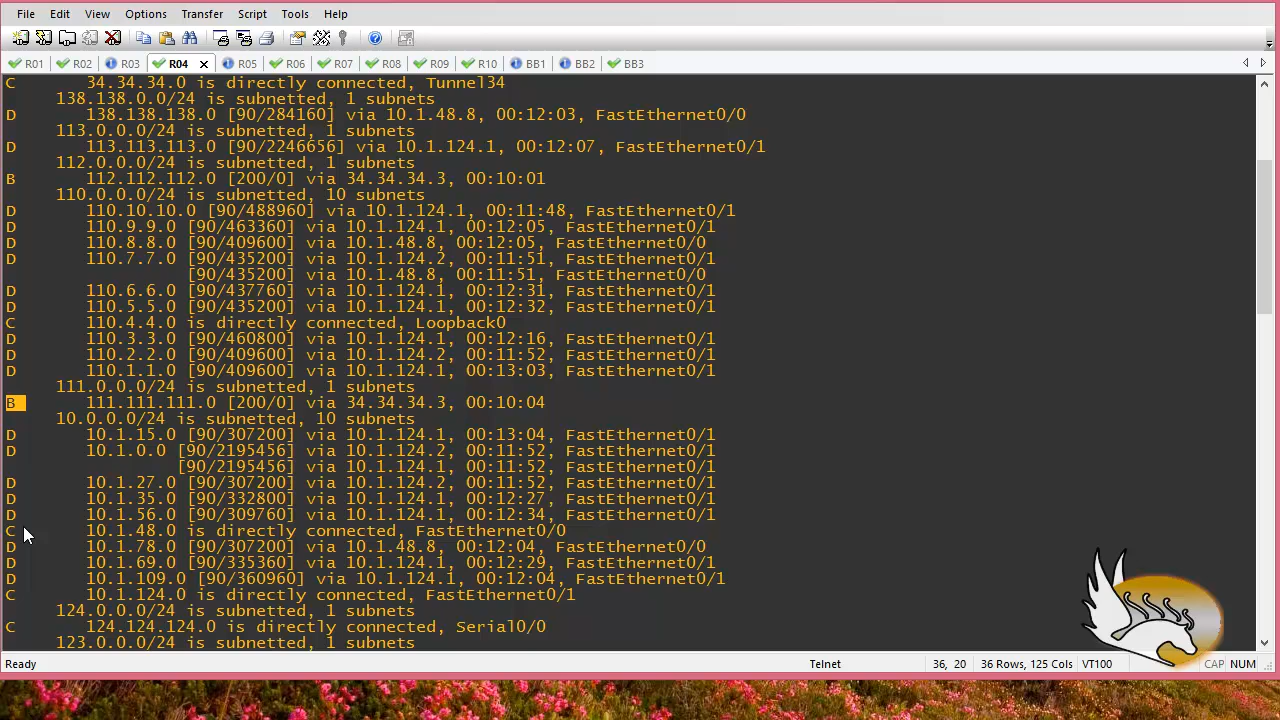 File Edit View Options Transfer Script Tools Help
R01 R02 R03 R04 R05 R06 R07 R08 R09 R10 BB1 BB2 BB3
C 34.34.34.0 is directly connected, Tunnel34
138.138.0.0/24 is subnetted, 1 subnets
D 138.138.138.0 [90/284160] via 10.1.48.8, 00:12:03, FastEthernet0/0
113.0.0.0/24 is subnetted, 1 subnets
D 113.113.113.0 [90/2246656] via 10.1.124.1, 00:12:07, FastEthernet0/1
112.0.0.0/24 is subnetted, 1 subnets
B 112.112.112.0 [200/0] via 34.34.34.3, 00:10:01
110.0.0.0/24 is subnetted, 10 subnets
D 110.10.10.0 [90/488960] via 10.1.124.1, 00:11:48, FastEthernet0/1
D 110.9.9.0 [90/463360] via 10.1.124.1, 00:12:05, FastEthernet0/1
D 110.8.8.0 [90/409600] via 10.1.48.8, 00:12:05, FastEthernet0/0
D 110.7.7.0 [90/435200] via 10.1.124.2, 00:11:51, FastEthernet0/1
[90/435200] via 10.1.48.8, 00:11:51, FastEthernet0/0
D 110.6.6.0 [90/437760] via 10.1.124.1, 00:12:31, FastEthernet0/1
D 110.5.5.0 [90/435200] via 10.1.124.1, 00:12:32, FastEthernet0/1
C 110.4.4.0 is directly connected, Loopback0
D 110.3.3.0 [90/460800] via 10.1.124.1, 00:12:16, FastEthernet0/1
D 110.2.2.0 [90/409600] via 10.1.124.2, 00:11:52, FastEthernet0/1
D 110.1.1.0 [90/409600] via 10.1.124.1, 00:13:03, FastEthernet0/1
111.0.0.0/24 is subnetted, 1 subnets
B 111.111.111.0 [200/0] via 34.34.34.3, 00:10:04
10.0.0.0/24 is subnetted, 10 subnets
D 10.1.15.0 [90/307200] via 10.1.124.1, 00:13:04, FastEthernet0/1
D 10.1.0.0 [90/2195456] via 10.1.124.2, 00:11:52, FastEthernet0/1
[90/2195456] via 10.1.124.1, 00:11:52, FastEthernet0/1
D 10.1.27.0 [90/307200] via 10.1.124.2, 00:11:52, FastEthernet0/1
D 10.1.35.0 [90/332800] via 10.1.124.1, 00:12:27, FastEthernet0/1
D 10.1.56.0 [90/309760] via 10.1.124.1, 00:12:34, FastEthernet0/1
C 10.1.48.0 is directly connected, FastEthernet0/0
D 10.1.78.0 [90/307200] via 10.1.48.8, 00:12:04, FastEthernet0/0
D 10.1.69.0 [90/335360] via 10.1.124.1, 00:12:29, FastEthernet0/1
D 10.1.109.0 [90/360960] via 10.1.124.1, 00:12:04, FastEthernet0/1
C 10.1.124.0 is directly connected, FastEthernet0/1
124.0.0.0/24 is subnetted, 1 subnets
C 124.124.124.0 is directly connected, Serial0/0
123.0.0.0/24 is subnetted, 1 subnets
Ready Telnet 36, 20 36 Rows, 125 Cols VT100 CAP NUM